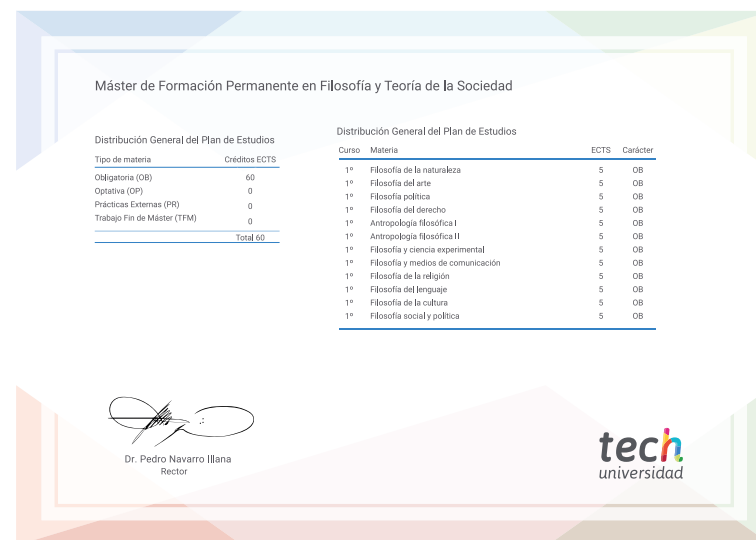 Máster de Formación Permanente en Filosofía y Teoría de la Sociedad
Distribución General del Plan de Estudios
Tipo de materia Créditos ECTS
Obligatoria (OB) 60
Optativa (OP) 0
Prácticas Externas (PR) 0
Trabajo Fin de Máster (TFM) 0
Total 60
Distribución General del Plan de Estudios
Curso Materia ECTS Carácter
1º Filosofía de la naturaleza 5 OB
1º Filosofía del arte 5 OB
1º Filosofía política 5 OB
1º Filosofía del derecho 5 OB
1º Antropología filosófica I 5 OB
1º Antropología filosófica II 5 OB
1º Filosofía y ciencia experimental 5 OB
1º Filosofía y medios de comunicación 5 OB
1º Filosofía de la religión 5 OB
1º Filosofía del lenguaje 5 OB
1º Filosofía de la cultura 5 OB
1º Filosofía social y política 5 OB
Dr. Pedro Navarro Illana
Rector
tech
universidad